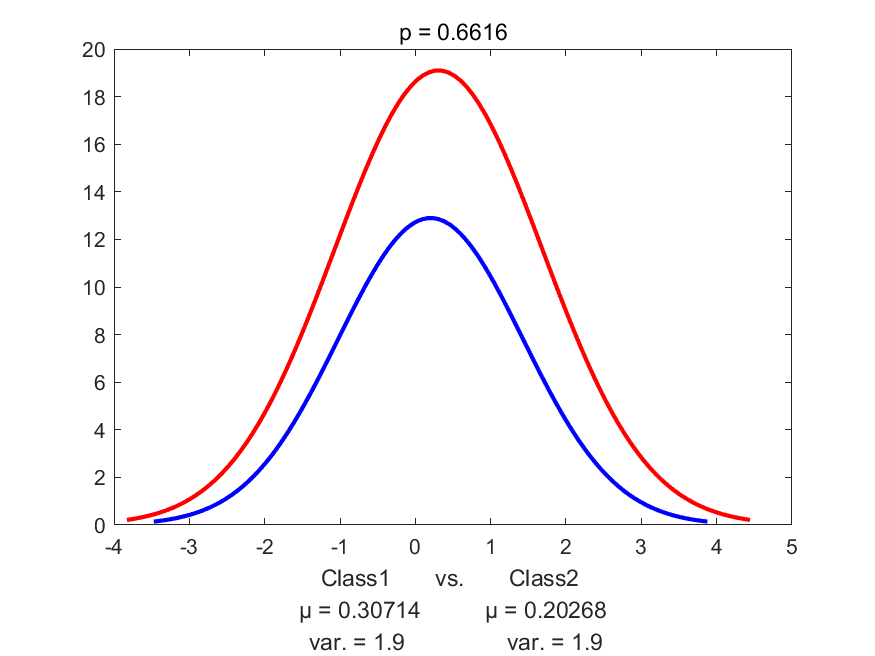 p = 0.6616
20
18
16
14
12
10
8
6
4
2
0
-4 -3 -2 -1 0 1 2 3 4 5
Class1 vs. Class2
μ = 0.30714 μ = 0.20268
var. = 1.9 var. = 1.9